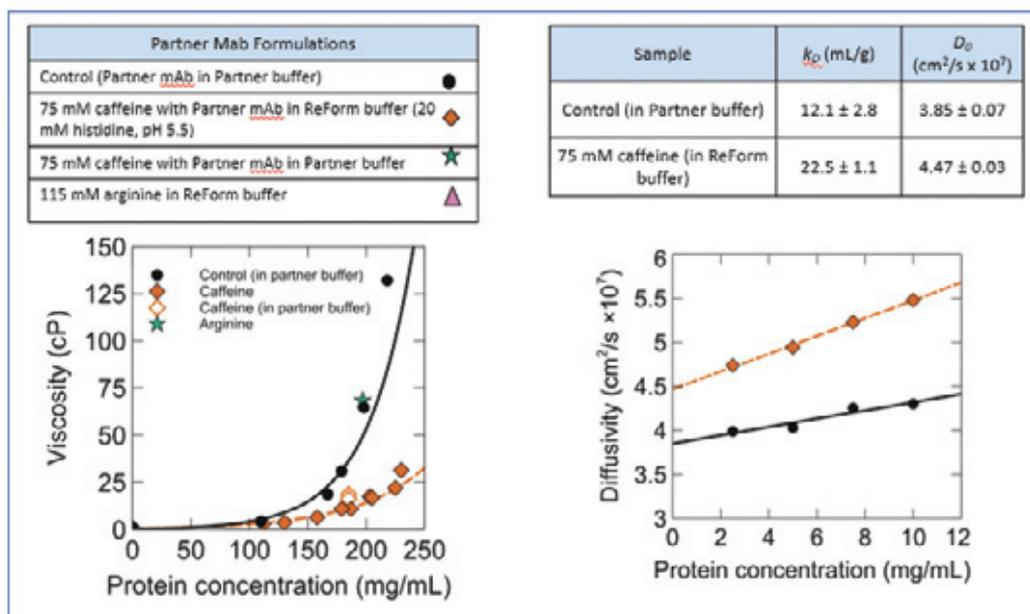 Partner Mab Formulations
Control (Partner mAb in Partner buffer)
75 mM caffeine with Partner mAb in ReForm buffer (20
mM histidine, pH 5.5)
75 mM caffeine with Partner mAb in Partner buffer
115 mM arginine in ReForm buffer
Sample
kD (mL/g)
D0
(cm²/s x 10⁷)
Control (in Partner buffer)
12.1 ± 2.8
3.85 ± 0.07
75 mM caffeine (in ReForm
buffer)
22.5 ± 1.1
4.47 ± 0.03
150
125
100
75
50
25
0
Viscosity (cP)
Control (in partner buffer)
Caffeine
Caffeine (in partner buffer)
Arginine
0 50 100 150 200 250
Protein concentration (mg/mL)
6
5.5
5
4.5
4
3.5
3
Diffusivity (cm²/s ×10⁷)
0 2 4 6 8 10 12
Protein concentration (mg/mL)